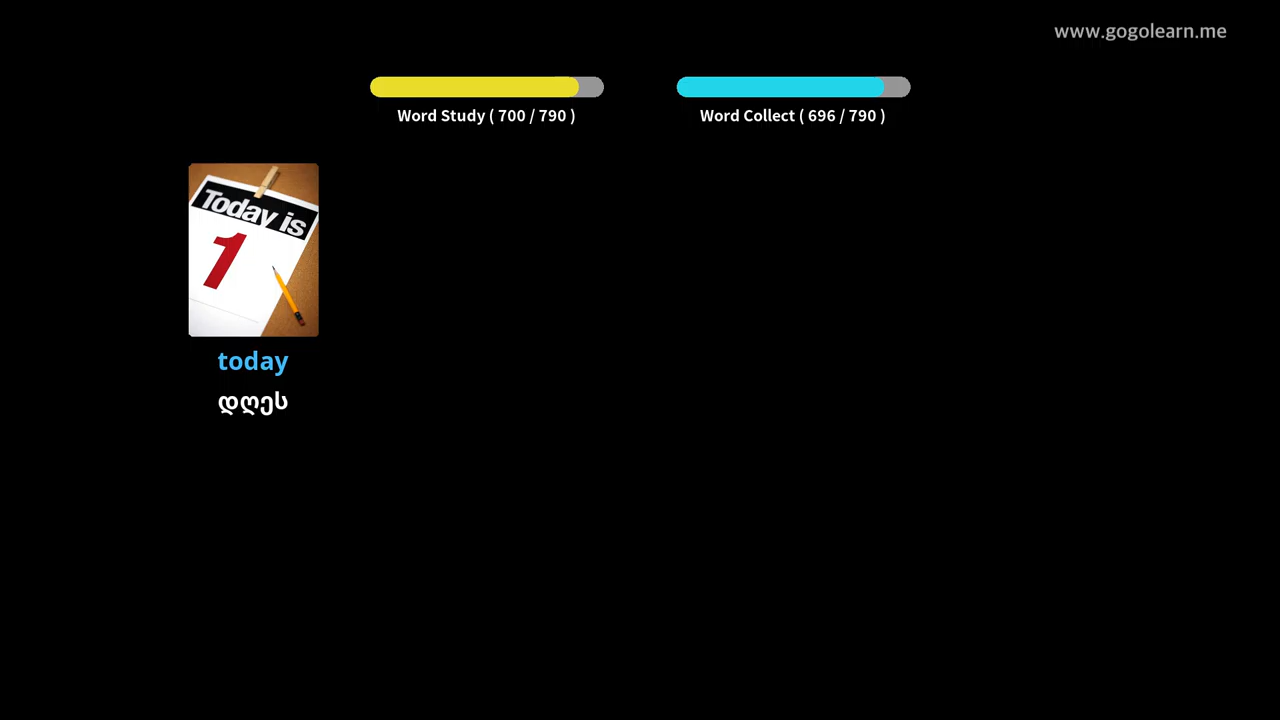 www.gogolearn.me
Word Study ( 700 / 790 )
Word Collect ( 696 / 790 )
Today is
1
today
დღეს